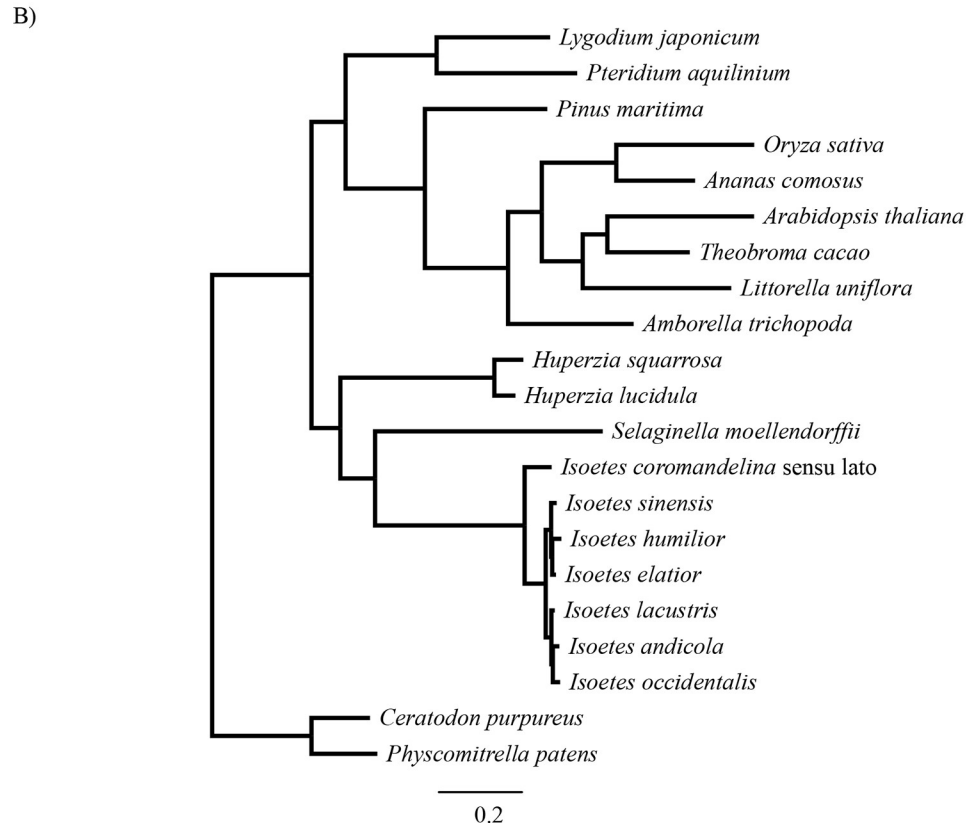 B)
Lygodium japonicum
Pteridium aquilinium
Pinus maritima
Oryza sativa
Ananas comosus
Arabidopsis thaliana
Theobroma cacao
Littorella uniflora
Amborella trichopoda
Huperzia squarrosa
Huperzia lucidula
Selaginella moellendorffii
Isoetes coromandelina sensu lato
Isoetes sinensis
Isoetes humilior
Isoetes elatior
Isoetes lacustris
Isoetes andicola
Isoetes occidentalis
Ceratodon purpureus
Physcomitrella patens
0.2